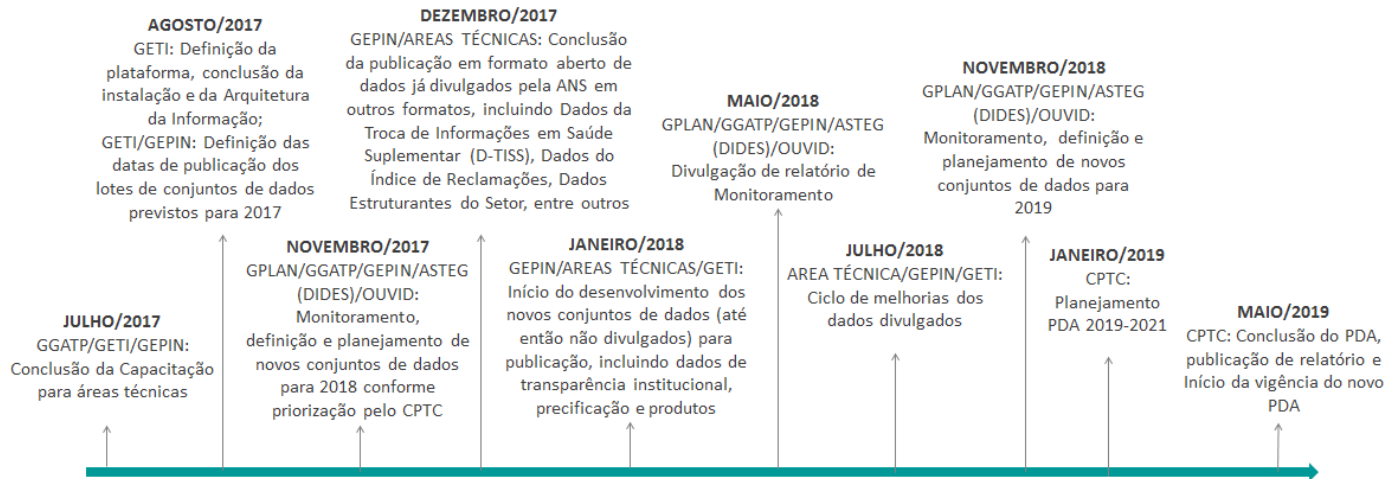 JULHO/2017
GGATP/GETI/GEPIN:
Conclusão da Capacitação
para áreas técnicas
AGOSTO/2017
GETI: Definição da
plataforma, conclusão da
instalação e da Arquitetura
da Informação;
GETI/GEPIN: Definição das
datas de publicação dos
lotes de conjuntos de dados
previstos para 2017
NOVEMBRO/2017
GPLAN/GGATP/GEPIN/ASTEG
(DIDES)/OUVID:
Monitoramento,
definição e planejamento de
novos conjuntos de dados
para 2018 conforme
priorização pelo CPTC
DEZEMBRO/2017
GEPIN/AREAS TÉCNICAS: Conclusão
da publicação em formato aberto de
dados já divulgados pela ANS em
outros formatos, incluindo Dados da
Troca de Informações em Saúde
Suplementar (D-TISS), Dados do
Índice de Reclamações, Dados
Estruturantes do Setor, entre outros
JANEIRO/2018
GEPIN/AREAS TÉCNICAS/GETI:
Início do desenvolvimento dos
novos conjuntos de dados (até
então não divulgados) para
publicação, incluindo dados de
transparência institucional,
precificação e produtos
MAIO/2018
GPLAN/GGATP/GEPIN/ASTEG
(DIDES)/OUVID:
Divulgação de relatório de
Monitoramento
JULHO/2018
AREA TÉCNICA/GEPIN/GETI:
Ciclo de melhorias dos
dados divulgados
NOVEMBRO/2018
GPLAN/GGATP/GEPIN/ASTEG
(DIDES)/OUVID:
Monitoramento, definição e
planejamento de novos
conjuntos de dados para
2019
JANEIRO/2019
CPTC:
Planejamento
PDA 2019-2021
MAIO/2019
CPTC: Conclusão do PDA,
publicação de relatório e
Início da vigência do novo
PDA